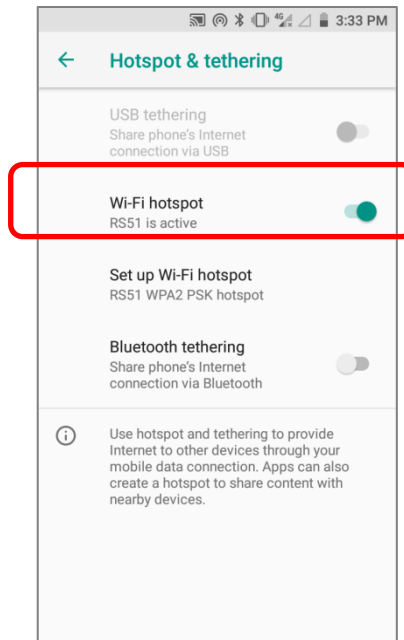 4G 3:33 PM
Hotspot & tethering
USB tethering
Share phone's Internet
connection via USB
Wi-Fi hotspot
RS51 is active
Set up Wi-Fi hotspot
RS51 WPA2 PSK hotspot
Bluetooth tethering
Share phone's Internet
connection via Bluetooth
Use hotspot and tethering to provide
Internet to other devices through your
mobile data connection. Apps can also
create a hotspot to share content with
nearby devices.